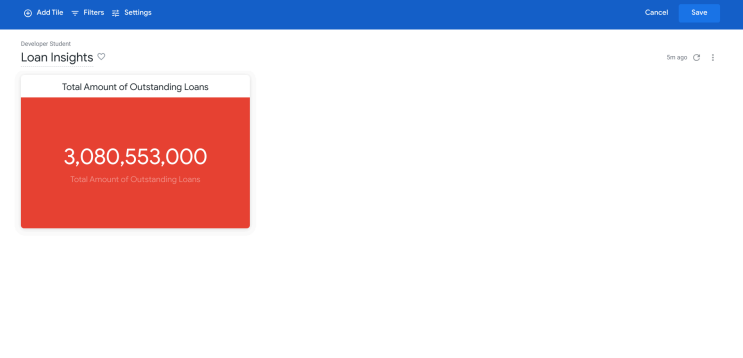 Add Tile Filters Settings Cancel Save
Developer Student
Loan Insights
5m ago
Total Amount of Outstanding Loans
3,080,553,000
Total Amount of Outstanding Loans